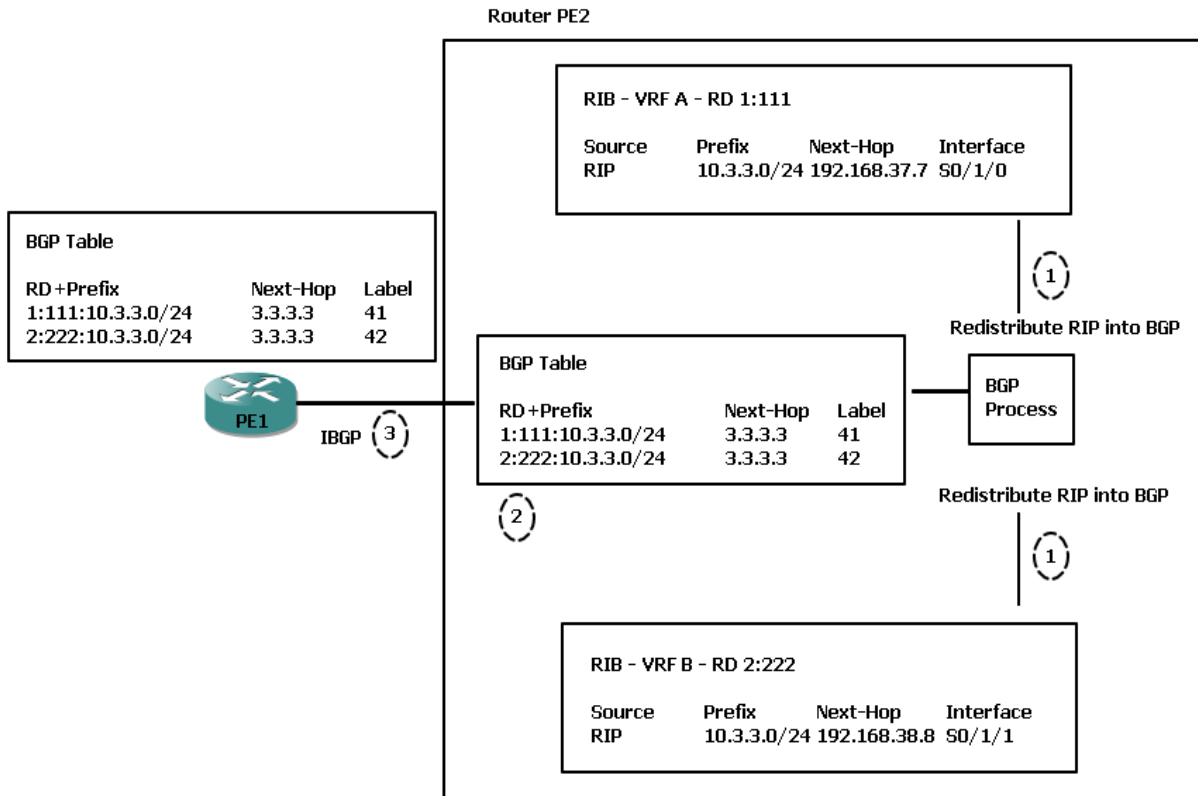 Router PE2
RIB - VRF A - RD 1:111
Source Prefix Next-Hop Interface
RIP 10.3.3.0/24 192.168.37.7 S0/1/0
BGP Table
RD+Prefix Next-Hop Label
1:111:10.3.3.0/24 3.3.3.3 41
2:222:10.3.3.0/24 3.3.3.3 42
1
Redistribute RIP into BGP
PE1
IBGP 3
BGP Table
RD+Prefix Next-Hop Label
1:111:10.3.3.0/24 3.3.3.3 41
2:222:10.3.3.0/24 3.3.3.3 42
2
BGP
Process
Redistribute RIP into BGP
1
RIB - VRF B - RD 2:222
Source Prefix Next-Hop Interface
RIP 10.3.3.0/24 192.168.38.8 S0/1/1